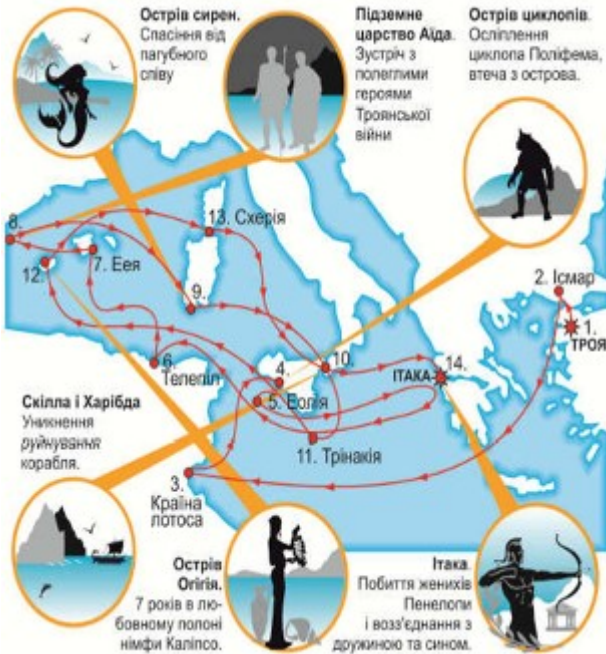 Острів сирен.
Спасіння від
пагубного
співу
Підземне
царство Аїда.
Зустріч з
полеглими
героями
Троянської
війни
Острів циклопів.
Осліплення
циклопа Поліфема,
втеча з острова.
8.
13. Схерія
12.
7. Еея
2. Ісмар
1.
ТРОЯ
9.
6.
Телепіл
4.
10.
14.
ІТАКА
5. Еолія
11. Трінакія
3.
Країна
лотоса
Скілла і Харібда
Уникнення
руйнування
корабля.
Острів
Огігія.
7 років в лю-
бовному полоні
німфи Каліпсо.
Ітака.
Побиття женихів
Пенелопи
і возз'єднання з
дружиною та сином.